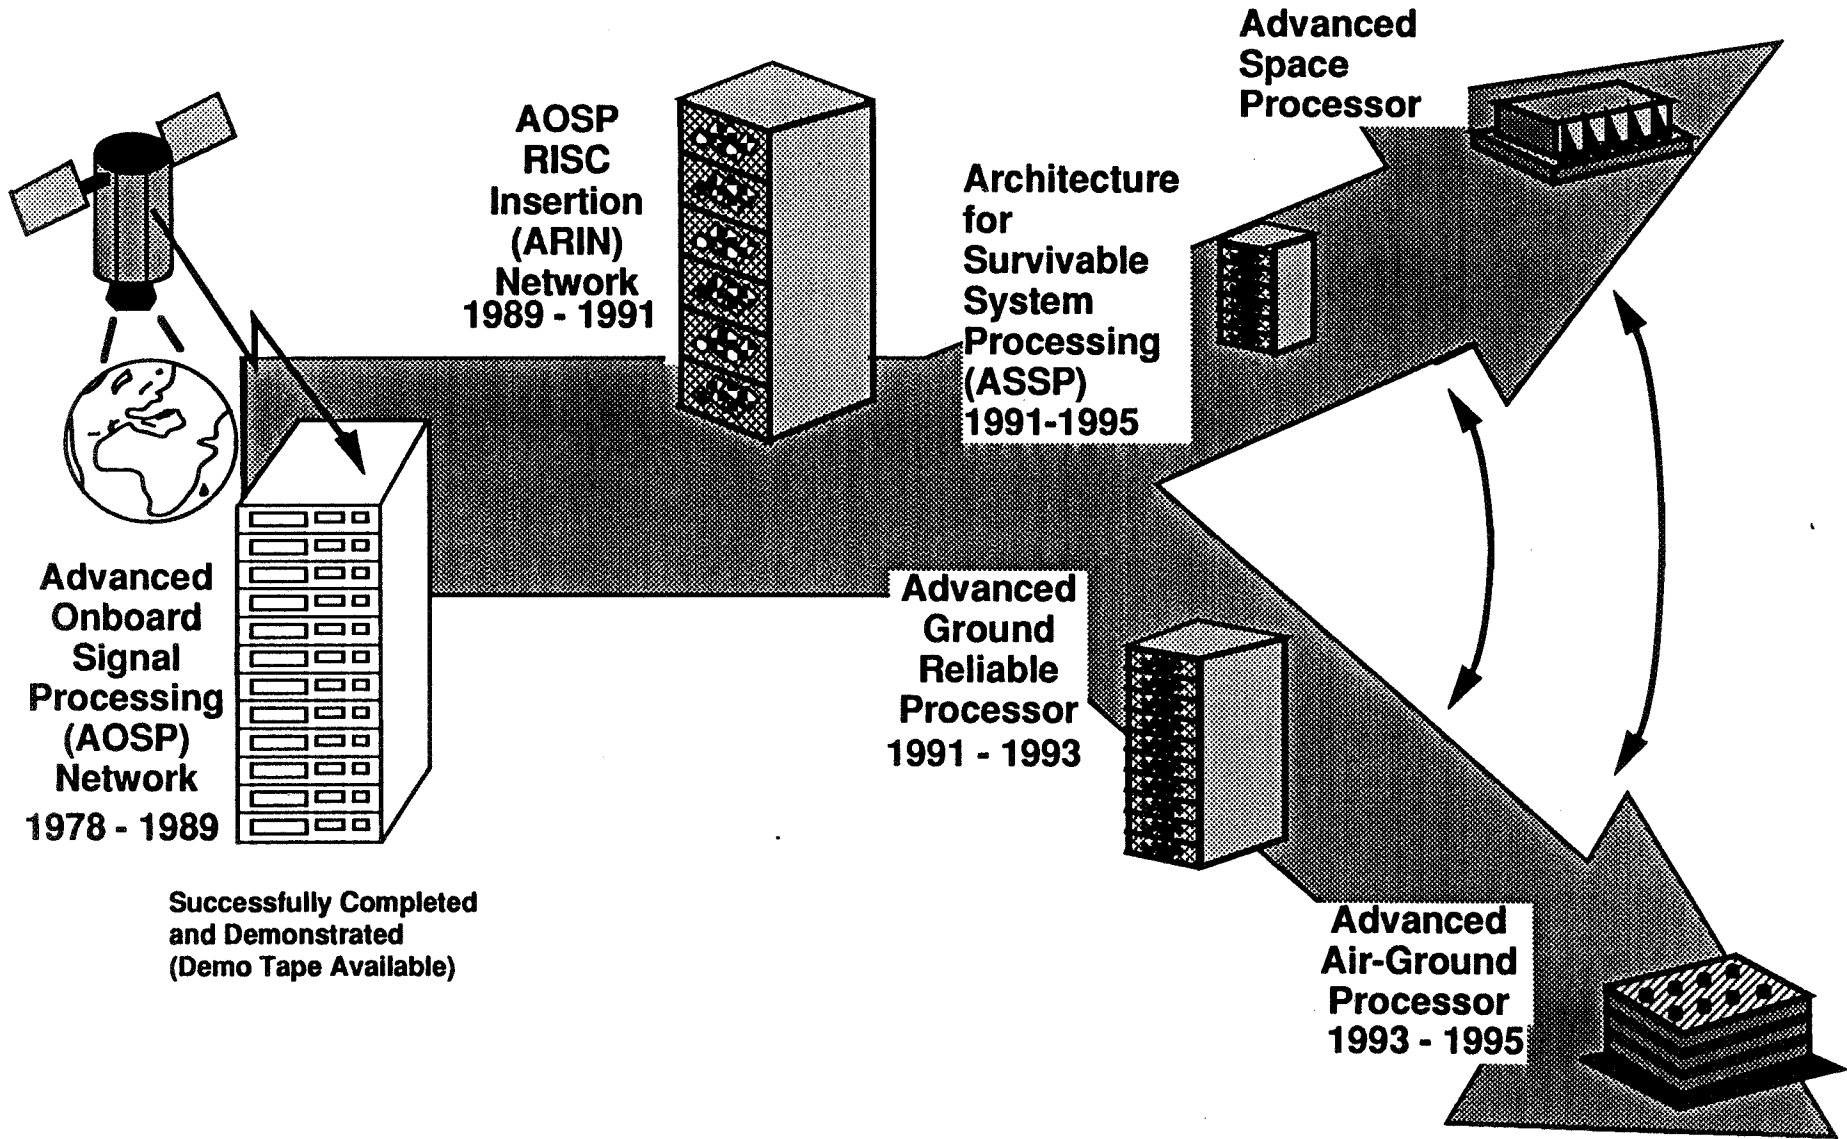 Advanced
Space
Processor
AOSP
RISC
Insertion
(ARIN)
Network
1989 - 1991
Architecture
for
Survivable
System
Processing
(ASSP)
1991-1995
Advanced
Onboard
Signal
Processing
(AOSP)
Network
1978 - 1989
Advanced
Ground
Reliable
Processor
1991 - 1993
Successfully Completed
and Demonstrated
(Demo Tape Available)
Advanced
Air-Ground
Processor
1993 - 1995